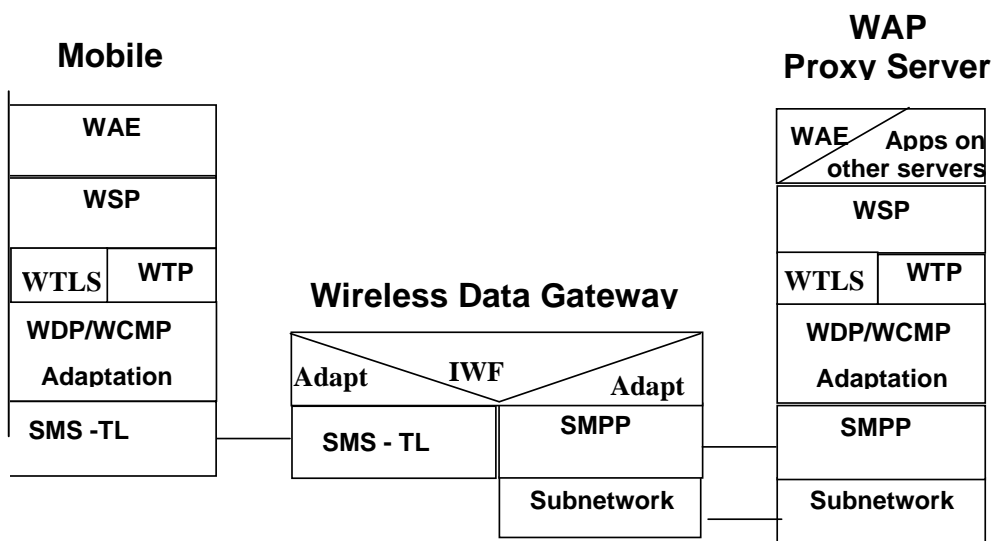 Mobile
WAE
WSP
WTLS
WTP
WDP/WCMP
Adaptation
SMS -TL
Wireless Data Gateway
Adapt
IWF
Adapt
SMS - TL
SMPP
Subnetwork
WAP
Proxy Server
WAE
Apps on
other servers
WSP
WTLS
WTP
WDP/WCMP
Adaptation
SMPP
Subnetwork